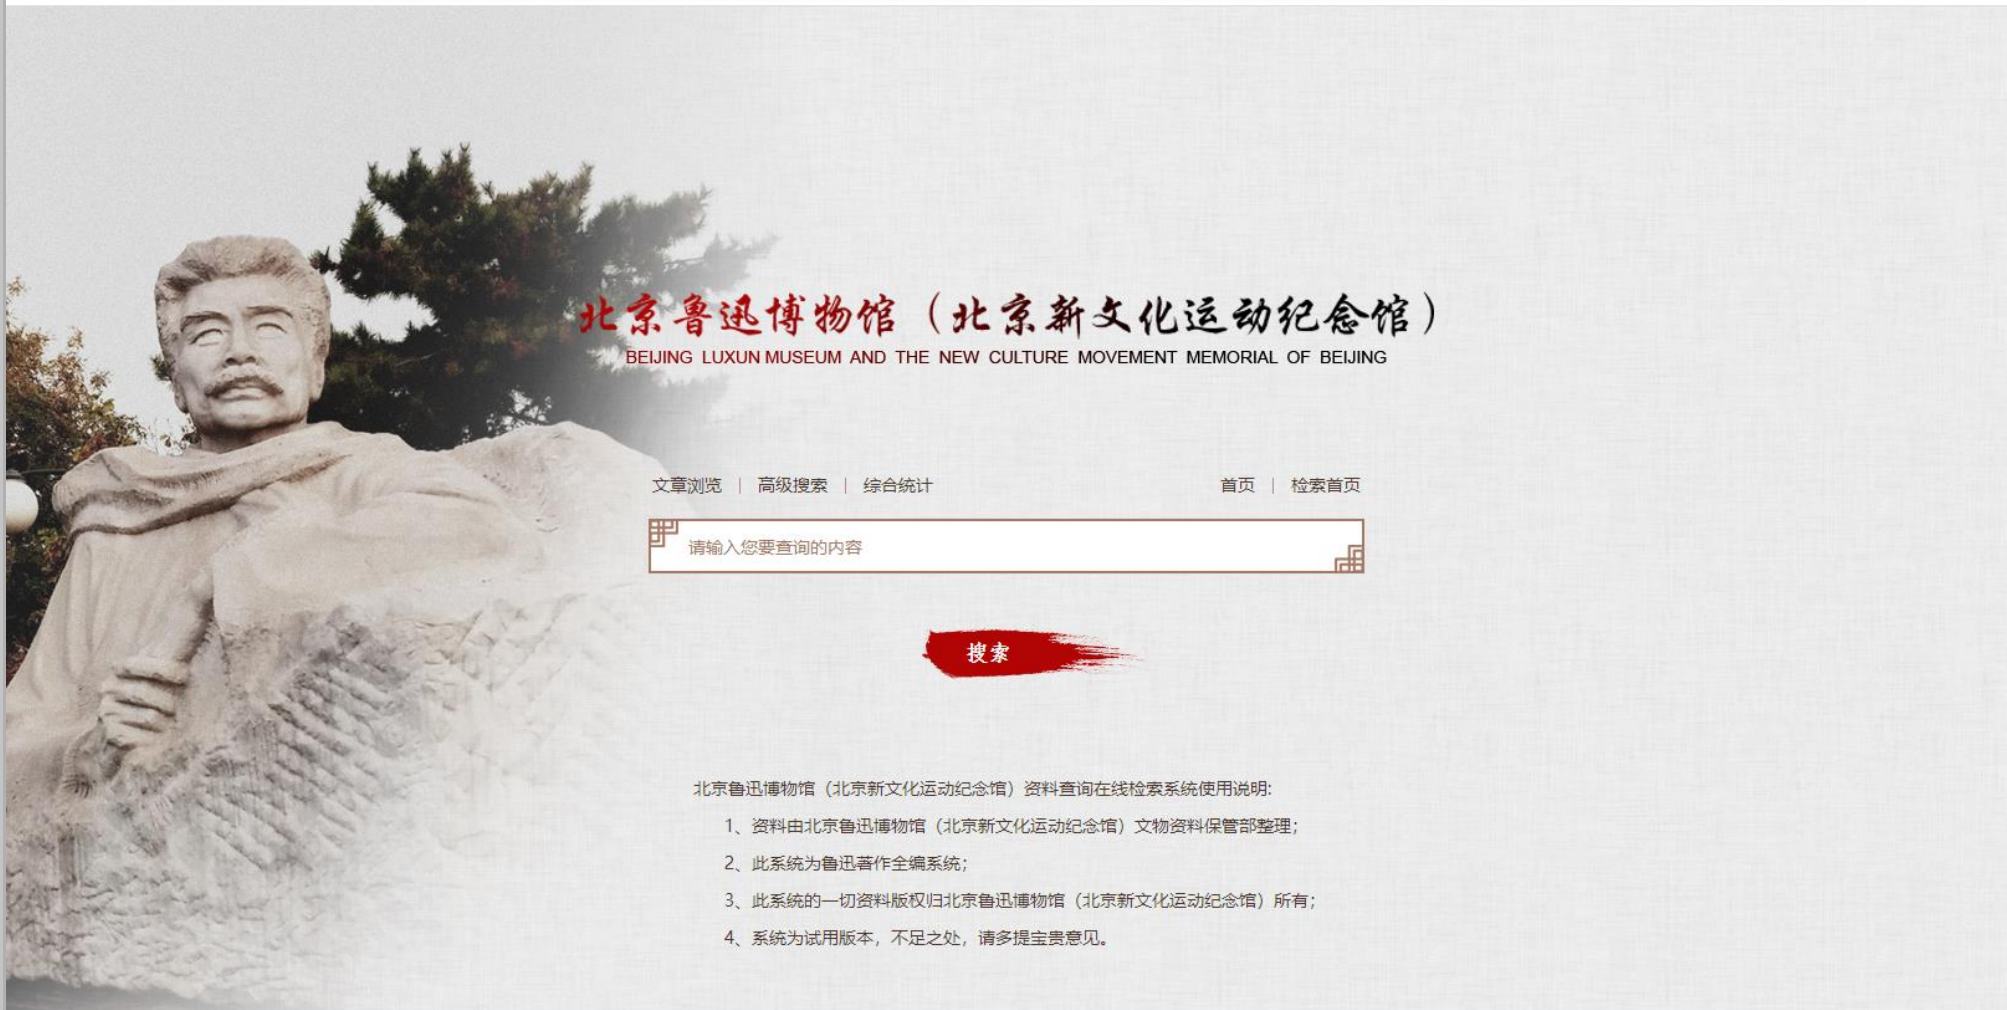 北京鲁迅博物馆（北京新文化运动纪念馆）
BEIJING LUXUN MUSEUM AND THE NEW CULTURE MOVEMENT MEMORIAL OF BEIJING
文章浏览 | 高级搜索 | 综合统计 首页 | 检索首页
请输入您要查询的内容
搜索
北京鲁迅博物馆（北京新文化运动纪念馆）资料查询在线检索系统使用说明:
1、资料由北京鲁迅博物馆（北京新文化运动纪念馆）文物资料保管部整理；
2、此系统为鲁迅著作全编系统；
3、此系统的一切资料版权归北京鲁迅博物馆（北京新文化运动纪念馆）所有；
4、系统为试用版本，不足之处，请多提宝贵意见。